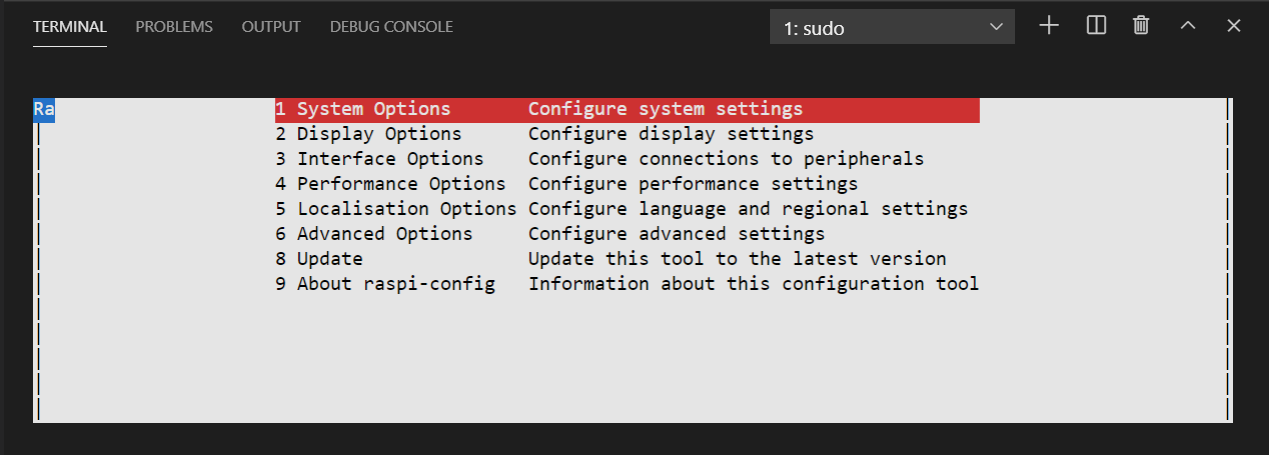 TERMINAL PROBLEMS OUTPUT DEBUG CONSOLE 1: sudo
Ra 1 System Options Configure system settings
2 Display Options Configure display settings
3 Interface Options Configure connections to peripherals
4 Performance Options Configure performance settings
5 Localisation Options Configure language and regional settings
6 Advanced Options Configure advanced settings
8 Update Update this tool to the latest version
9 About raspi-config Information about this configuration tool